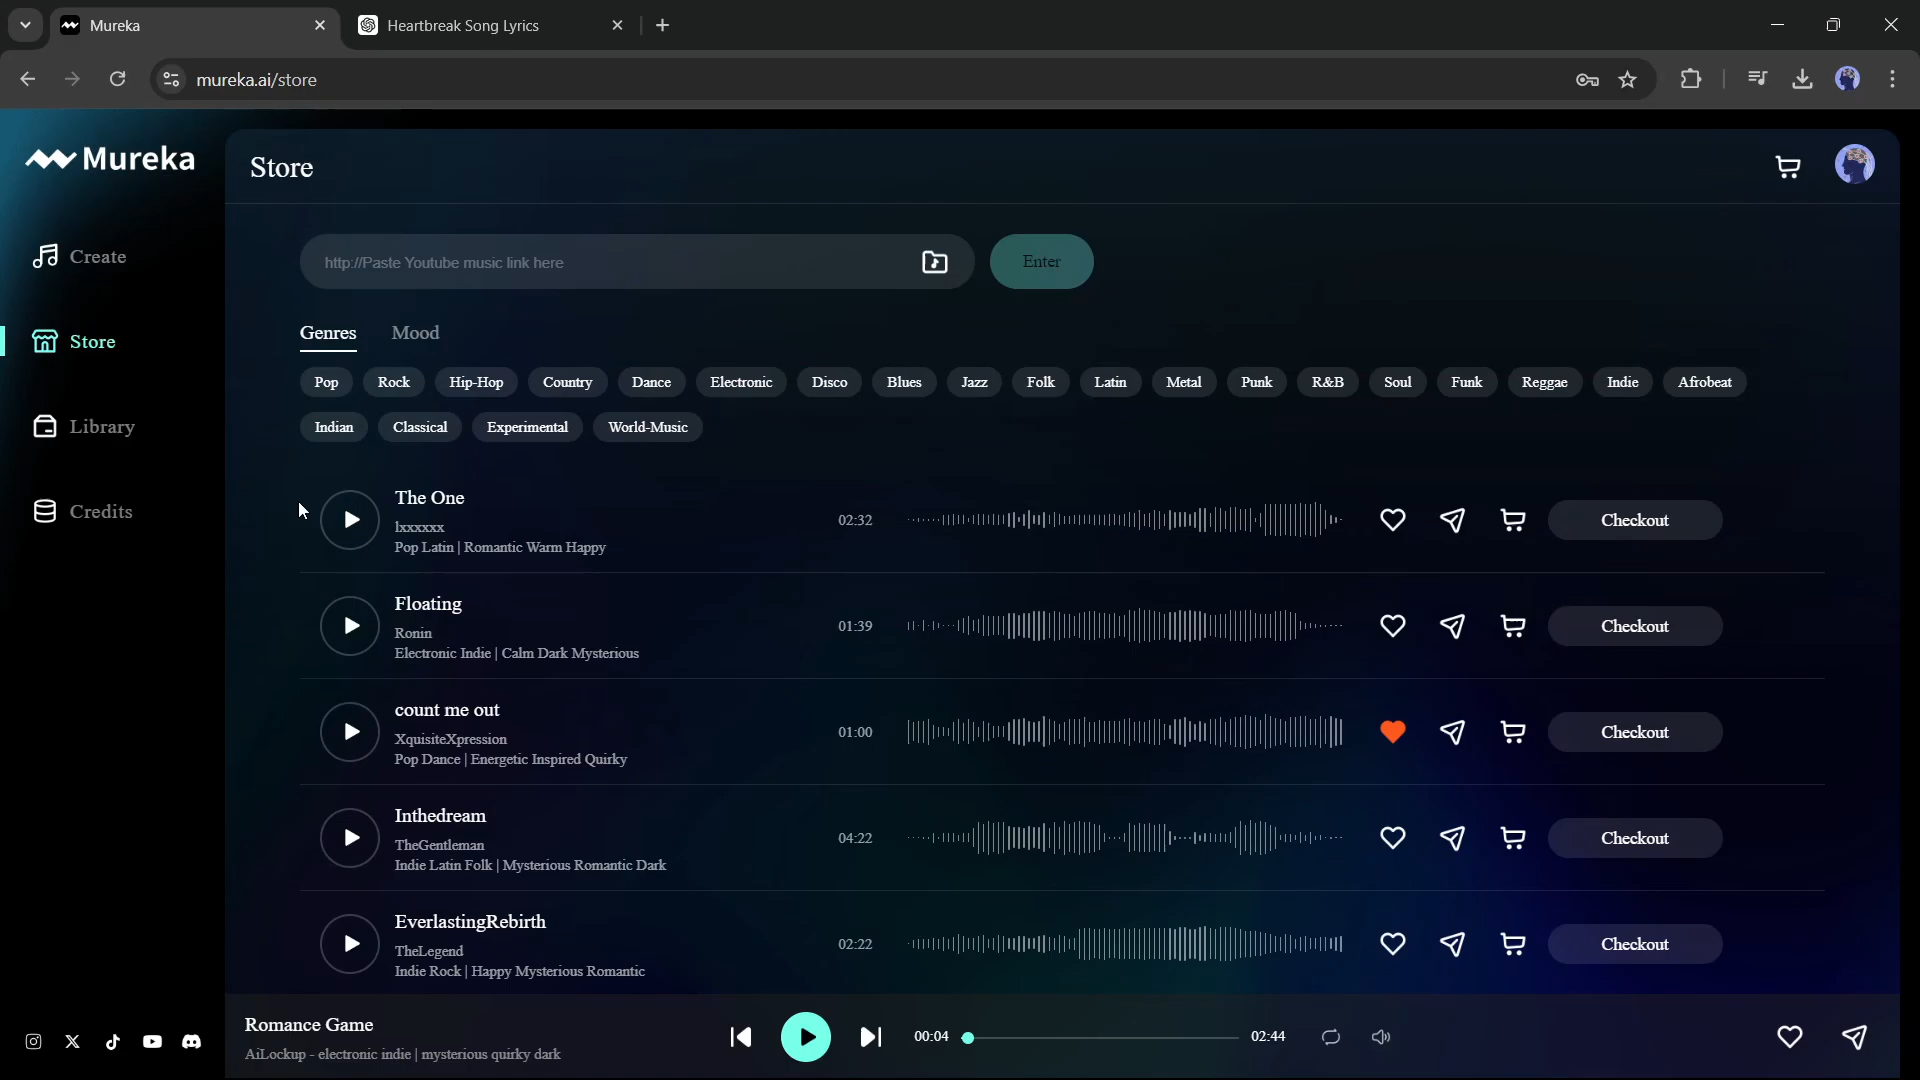 Mureka
Heartbreak Song Lyrics
mureka.ai/store
Mureka
Store
Create
http://Paste Youtube music link here
Enter
Store
Genres Mood
Pop Rock Hip-Hop Country Dance Electronic Disco Blues Jazz Folk Latin Metal Punk R&B Soul Funk Reggae Indie Afrobeat
Library
Indian Classical Experimental World-Music
Credits
The One
lxxxxxx
Pop Latin | Romantic Warm Happy
02:32
Checkout
Floating
Ronin
Electronic Indie | Calm Dark Mysterious
01:39
Checkout
count me out
XquisiteXpression
Pop Dance | Energetic Inspired Quirky
01:00
Checkout
Inthedream
TheGentleman
Indie Latin Folk | Mysterious Romantic Dark
04:22
Checkout
EverlastingRebirth
TheLegend
Indie Rock | Happy Mysterious Romantic
02:22
Checkout
Romance Game
AiLockup - electronic indie | mysterious quirky dark
00:04
02:44